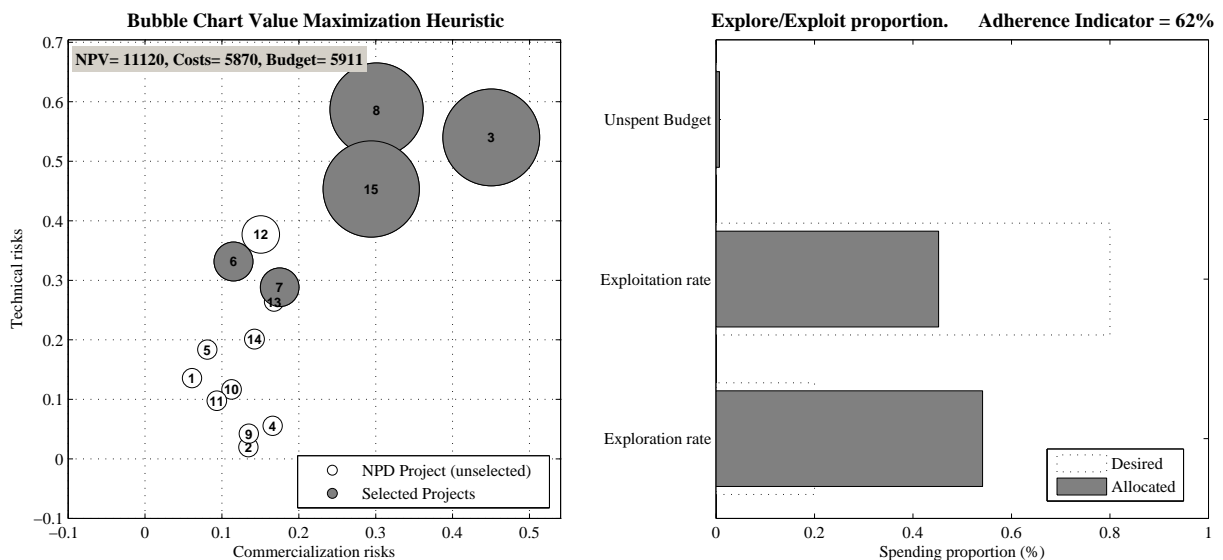 Bubble Chart Value Maximization Heuristic
NPV= 11120, Costs= 5870, Budget= 5911
0.7
0.6
0.5
0.4
0.3
0.2
0.1
0
−0.1
Technical risks
8
3
15
12
6
7
13
14
5
1
10
11
4
9
2
NPD Project (unselected)
Selected Projects
−0.1
0
0.1
0.2
0.3
0.4
0.5
Commercialization risks
Explore/Exploit proportion. Adherence Indicator = 62%
Unspent Budget
Exploitation rate
Exploration rate
Desired
Allocated
0
0.2
0.4
0.6
0.8
1
Spending proportion (%)